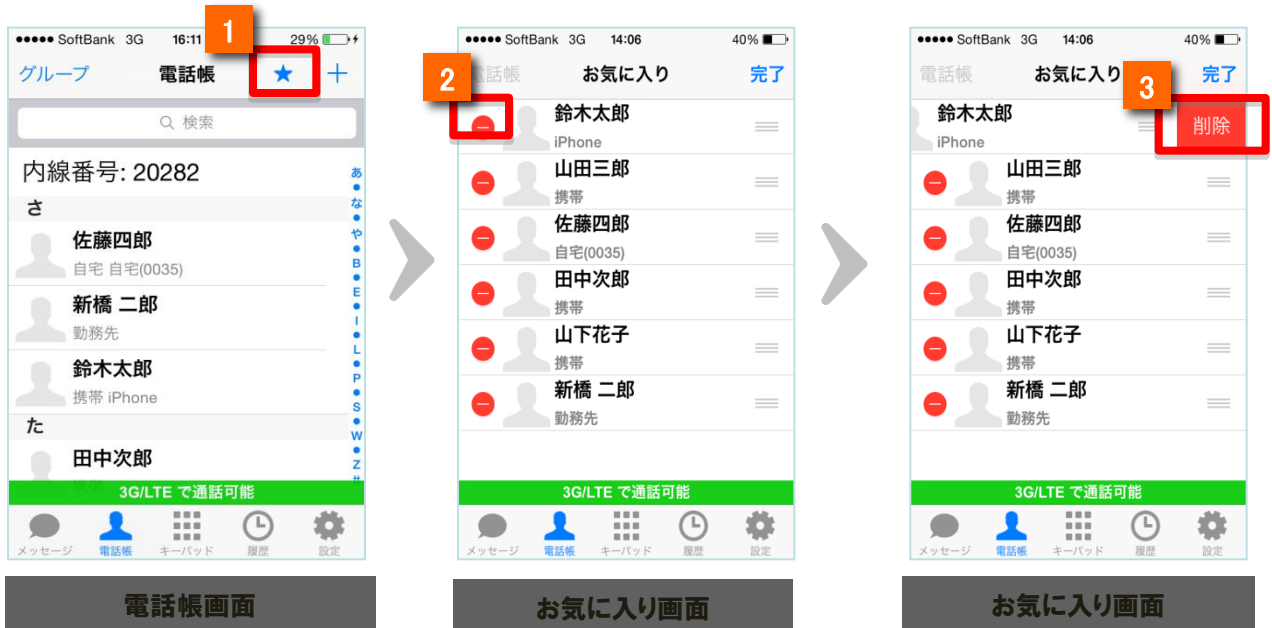 1
SoftBank 3G 16:11 29%
グループ 電話帳 ★ ＋
検索
内線番号: 20282
さ
佐藤四郎
自宅 自宅(0035)
新橋 二郎
勤務先
鈴木太郎
携帯 iPhone
た
田中次郎
携帯
あ
な
や
B
E
I
L
P
S
W
Z
#
3G/LTE で通話可能
メッセージ 電話帳 キーパッド 履歴 設定
電話帳画面
SoftBank 3G 14:06 40%
2
電話帳 お気に入り 完了
鈴木太郎
iPhone
山田三郎
携帯
佐藤四郎
自宅(0035)
田中次郎
携帯
山下花子
携帯
新橋 二郎
勤務先
3G/LTE で通話可能
メッセージ 電話帳 キーパッド 履歴 設定
お気に入り画面
SoftBank 3G 14:06 40%
電話帳 お気に入り 完了
3
鈴木太郎
iPhone
削除
山田三郎
携帯
佐藤四郎
自宅(0035)
田中次郎
携帯
山下花子
携帯
新橋 二郎
勤務先
3G/LTE で通話可能
メッセージ 電話帳 キーパッド 履歴 設定
お気に入り画面